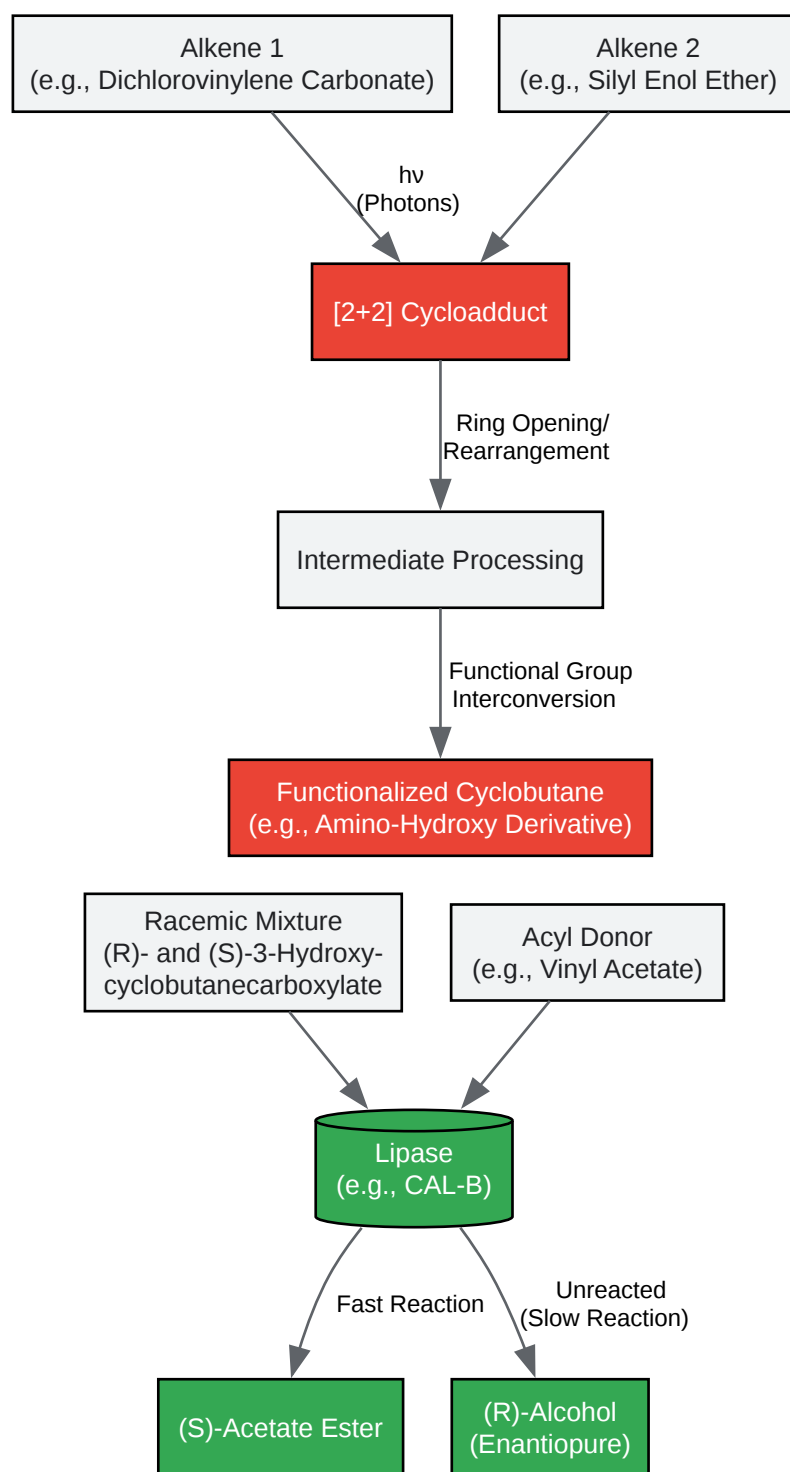 Alkene 1
(e.g., Dichlorovinylene Carbonate)
Alkene 2
(e.g., Silyl Enol Ether)
hν
(Photons)
[2+2] Cycloadduct
Ring Opening/
Rearrangement
Intermediate Processing
Functional Group
Interconversion
Functionalized Cyclobutane
(e.g., Amino-Hydroxy Derivative)
Racemic Mixture
(R)- and (S)-3-Hydroxy-
cyclobutanecarboxylate
Acyl Donor
(e.g., Vinyl Acetate)
Lipase
(e.g., CAL-B)
Fast Reaction
Unreacted
(Slow Reaction)
(S)-Acetate Ester
(R)-Alcohol
(Enantiopure)